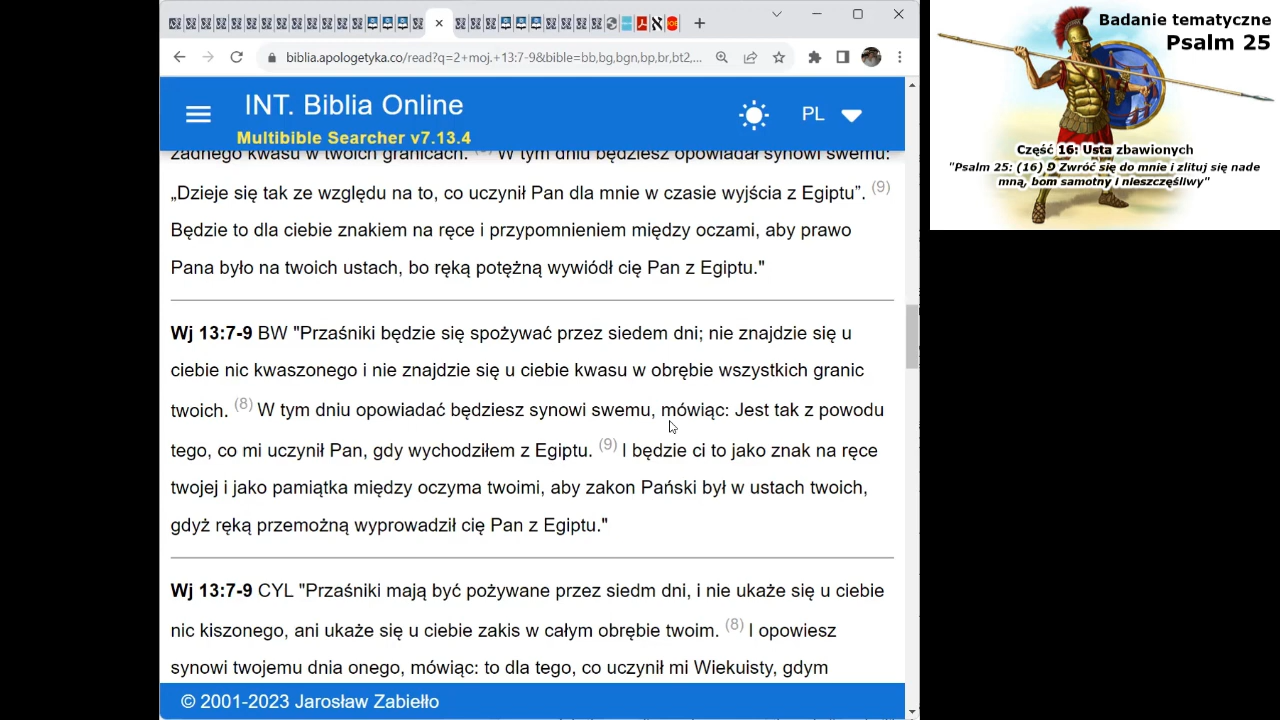 biblia.apologetyka.co/read?q=2+moj.+13:7-9&bible=bb,bg,bgn,bp,br,bt2,...
INT. Biblia Online
Multibible Searcher v7.13.4
PL
żadnego kwasu w twoich granicach. (8) W tym dniu będziesz opowiadał synowi swemu:
„Dzieje się tak ze względu na to, co uczynił Pan dla mnie w czasie wyjścia z Egiptu”. (9)
Będzie to dla ciebie znakiem na ręce i przypomnieniem między oczami, aby prawo
Pana było na twoich ustach, bo ręką potężną wywiódł cię Pan z Egiptu."
Wj 13:7-9 BW "Przaśniki będzie się spożywać przez siedem dni; nie znajdzie się u
ciebie nic kwaszonego i nie znajdzie się u ciebie kwasu w obrębie wszystkich granic
twoich. (8) W tym dniu opowiadać będziesz synowi swemu, mówiąc: Jest tak z powodu
tego, co mi uczynił Pan, gdy wychodziłem z Egiptu. (9) I będzie ci to jako znak na ręce
twojej i jako pamiątka między oczyma twoimi, aby zakon Pański był w ustach twoich,
gdyż ręką przemożną wyprowadził cię Pan z Egiptu."
Wj 13:7-9 CYL "Przaśniki mają być pożywane przez siedm dni, i nie ukaże się u ciebie
nic kiszonego, ani ukaże się u ciebie zakis w całym obrębie twoim. (8) I opowiesz
synowi twojemu dnia onego, mówiąc: to dla tego, co uczynił mi Wiekuisty, gdym
© 2001-2023 Jarosław Zabiełło
Badanie tematyczne
Psalm 25
Część 16: Usta zbawionych
"Psalm 25: (16) פ Zwróć się do mnie i zlituj się nade
mną, bom samotny i nieszczęśliwy"